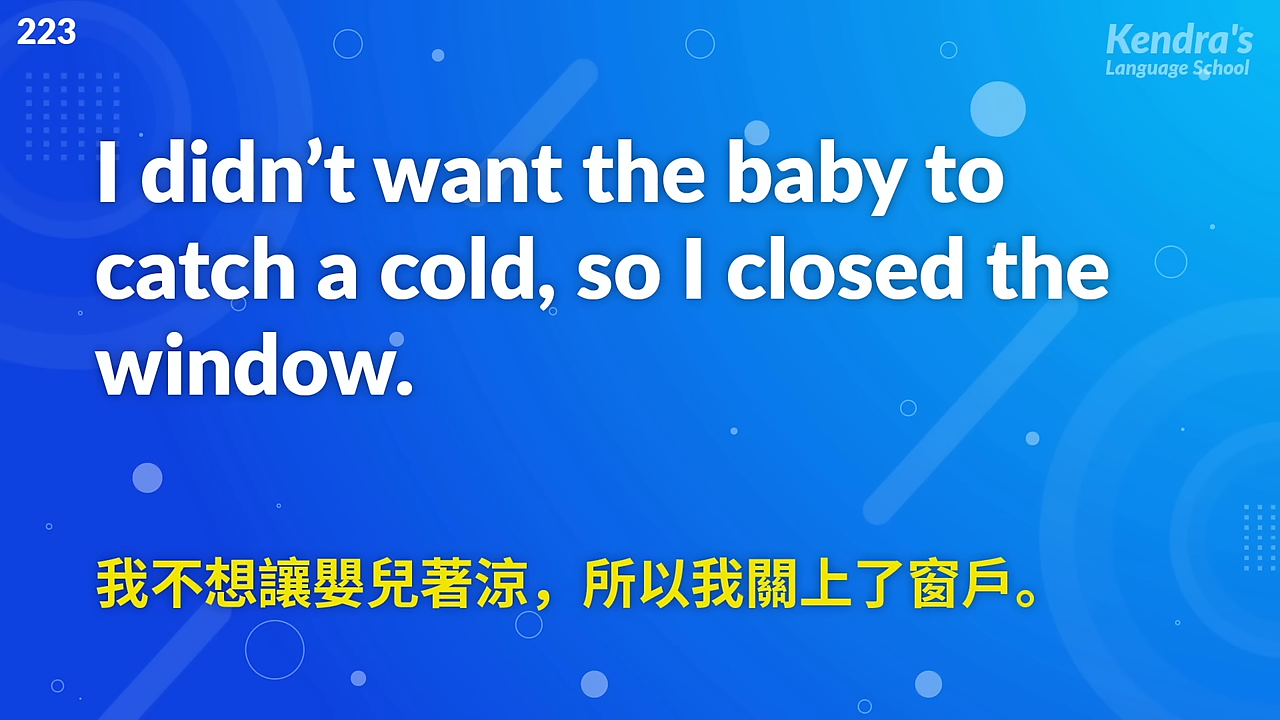 223
Kendra's
Language School
I didn’t want the baby to
catch a cold, so I closed the
window.
我不想讓嬰兒著涼，所以我關上了窗戶。